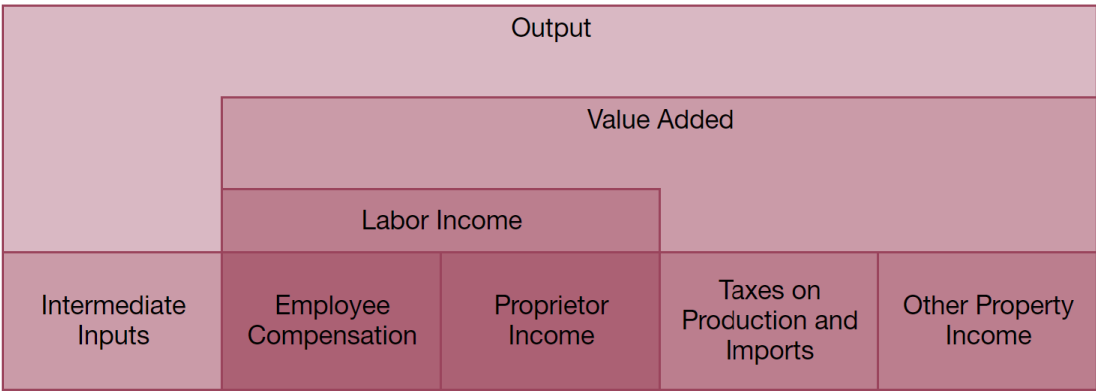 Output
Value Added
Labor Income
Intermediate
Inputs
Employee
Compensation
Proprietor
Income
Taxes on
Production and
Imports
Other Property
Income